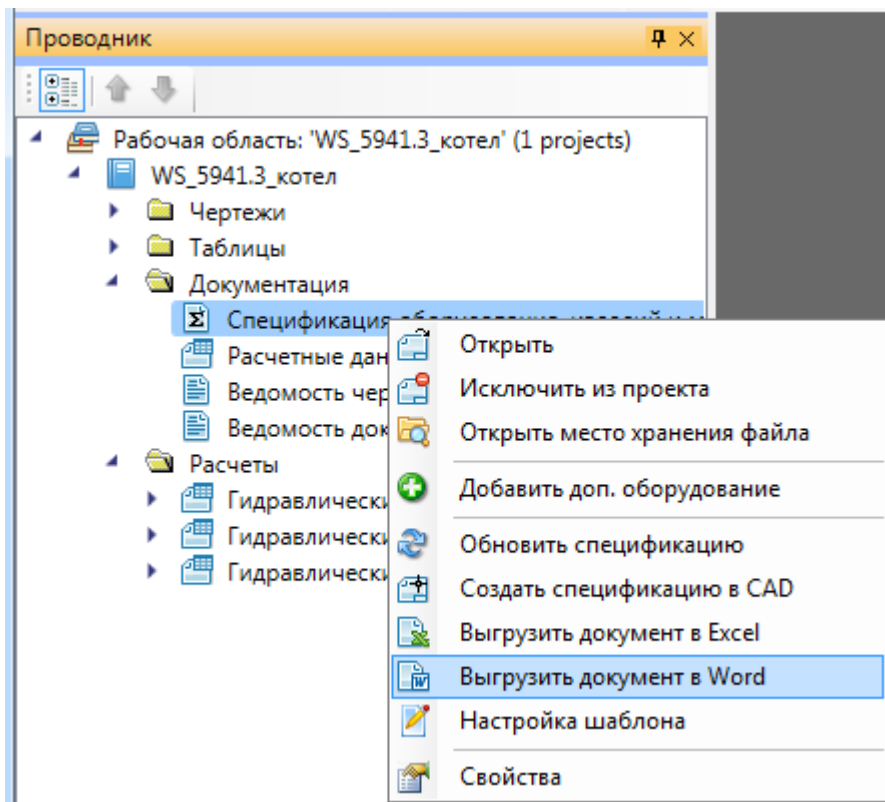 Проводник
Рабочая область: 'WS_5941.3_котел' (1 projects)
WS_5941.3_котел
Чертежи
Таблицы
Документация
Спецификация
Расчетные дан
Ведомость чер
Ведомость док
Расчеты
Гидравлически
Гидравлически
Гидравлически
Открыть
Исключить из проекта
Открыть место хранения файла
Добавить доп. оборудование
Обновить спецификацию
Создать спецификацию в CAD
Выгрузить документ в Excel
Выгрузить документ в Word
Настройка шаблона
Свойства